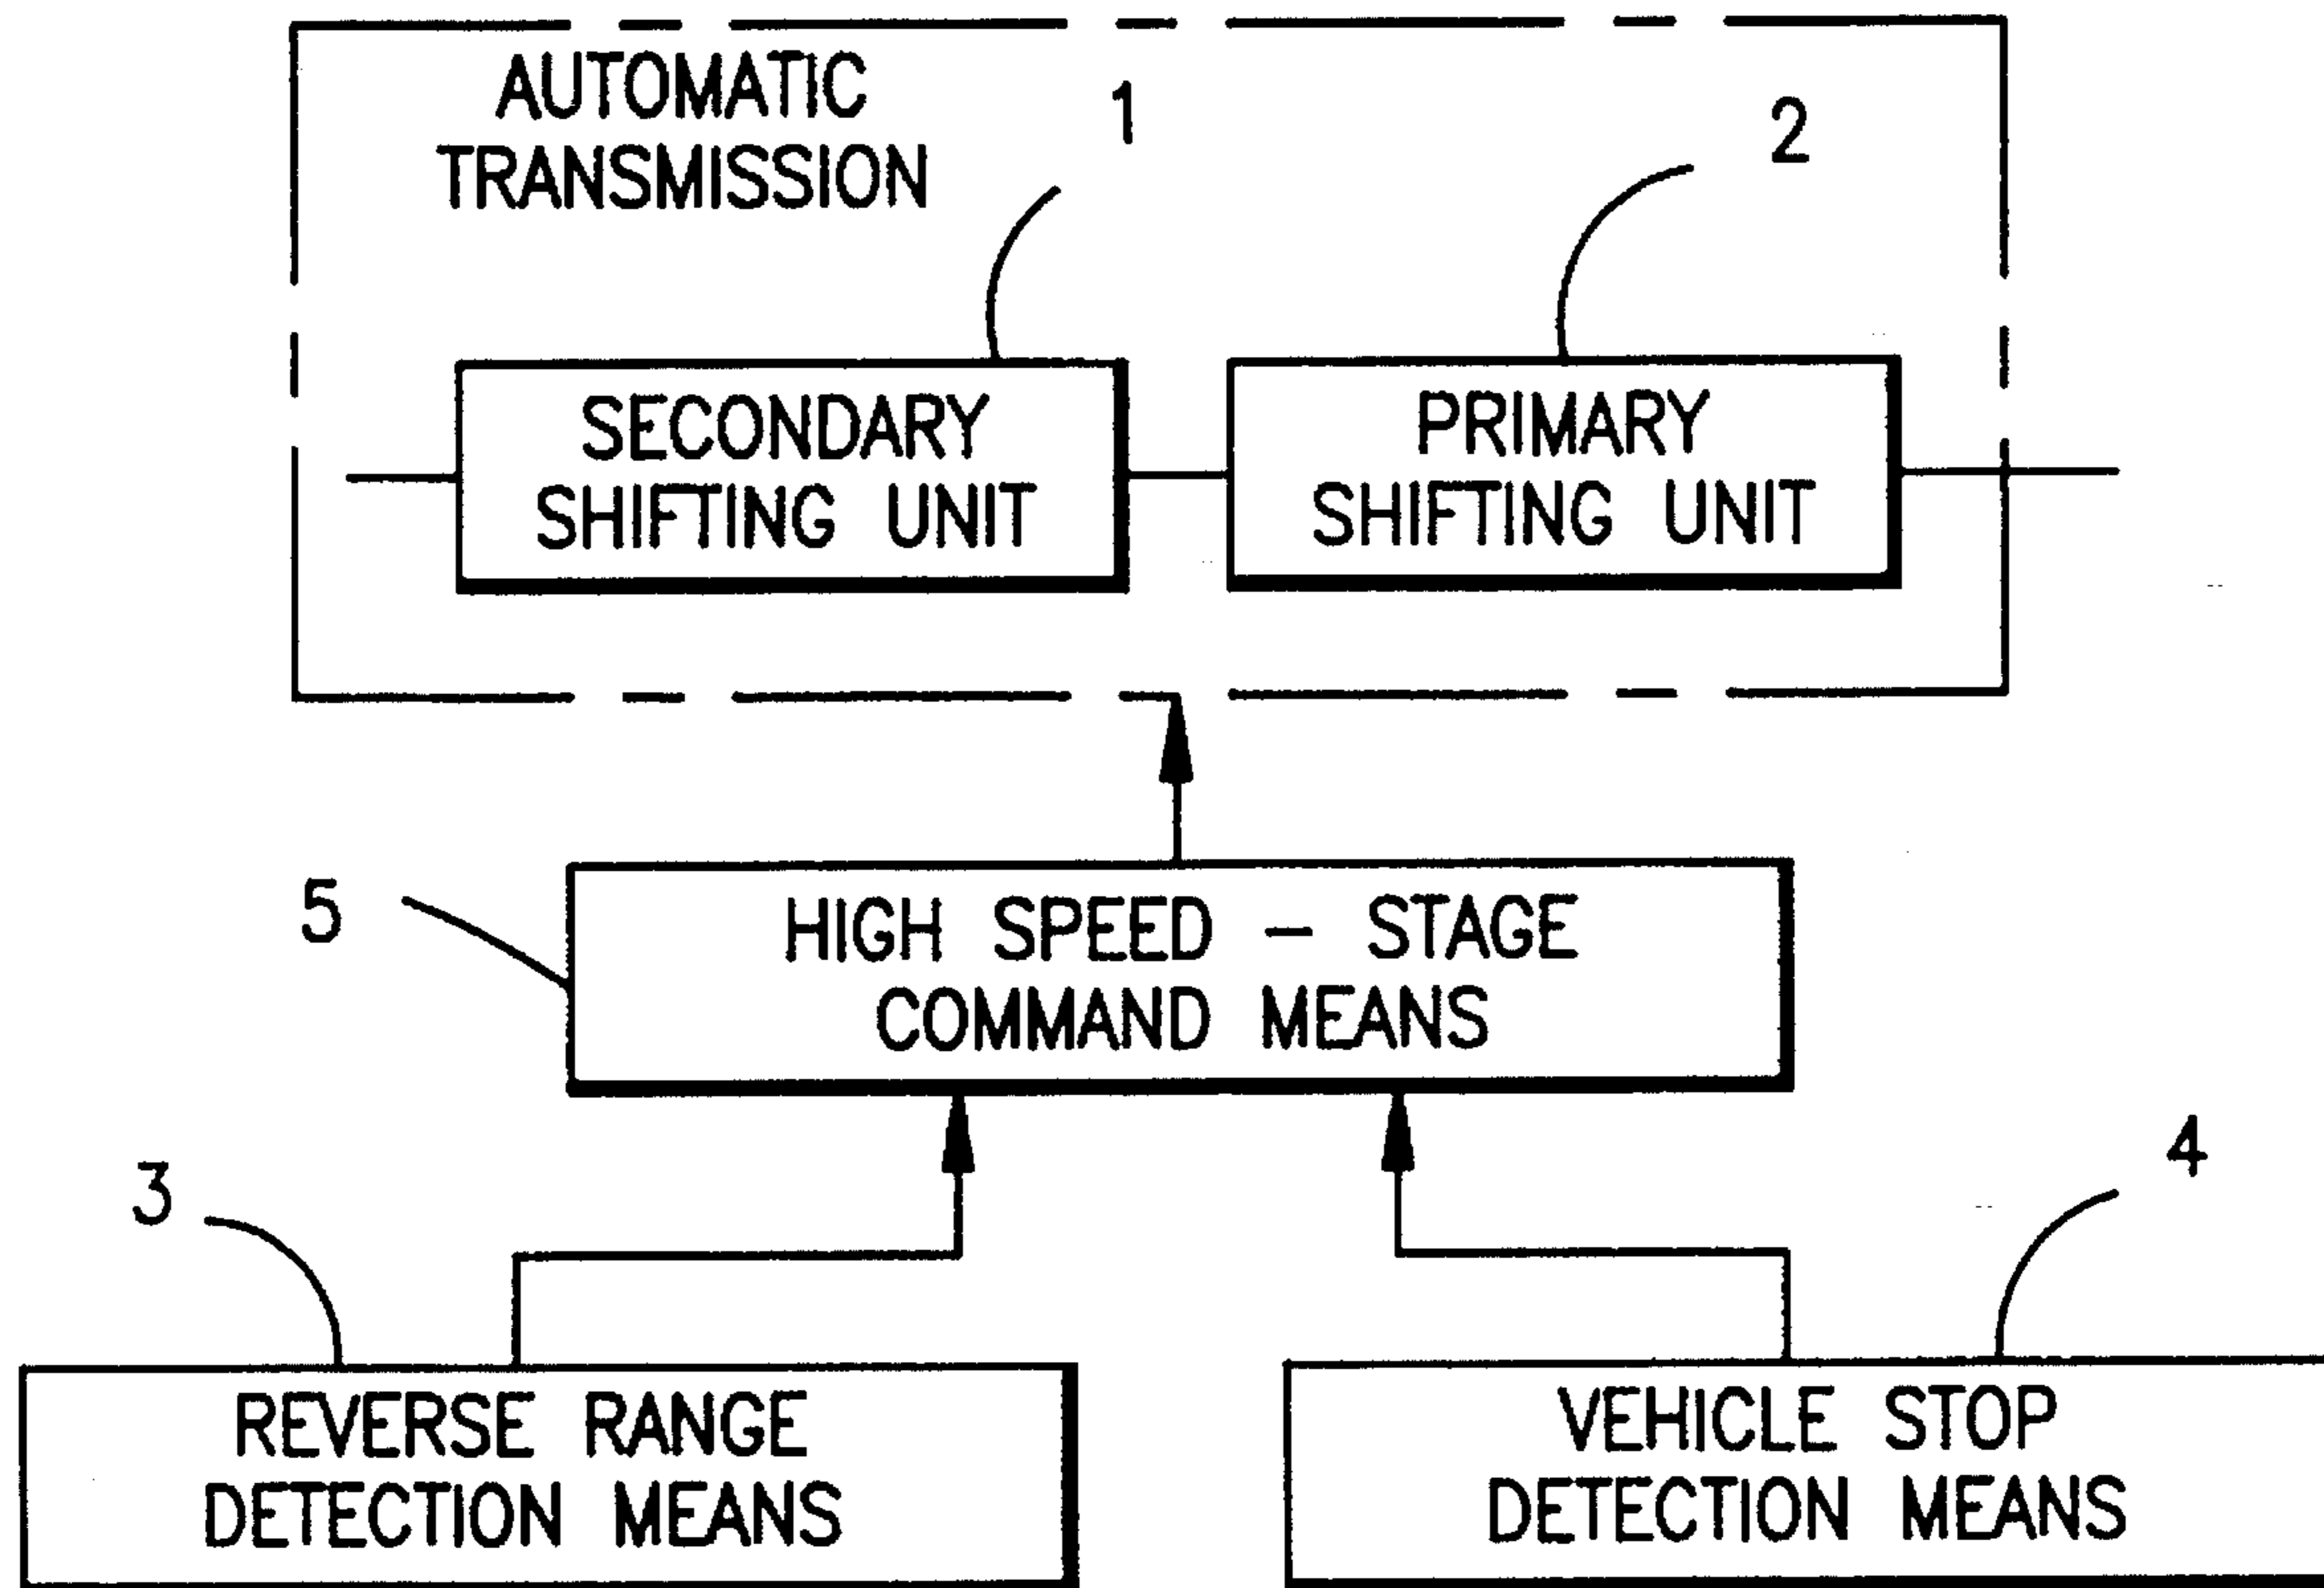 AUTOMATIC
TRANSMISSION
1
2
SECONDARY
SHIFTING UNIT
PRIMARY
SHIFTING UNIT
5
HIGH SPEED - STAGE
COMMAND MEANS
3
4
REVERSE RANGE
DETECTION MEANS
VEHICLE STOP
DETECTION MEANS